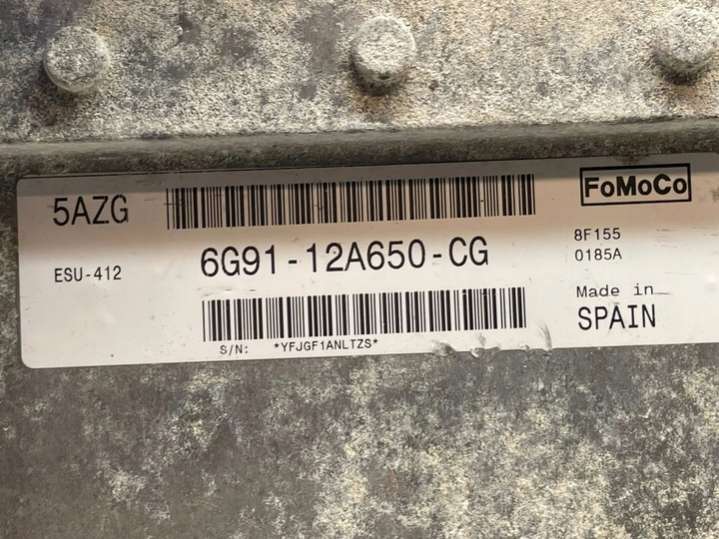 5AZG
FoMoCo
ESU-412
6G91-12A650-CG
8F155
0185A
Made in
SPAIN
S/N: *YFJGF1ANLTZS*